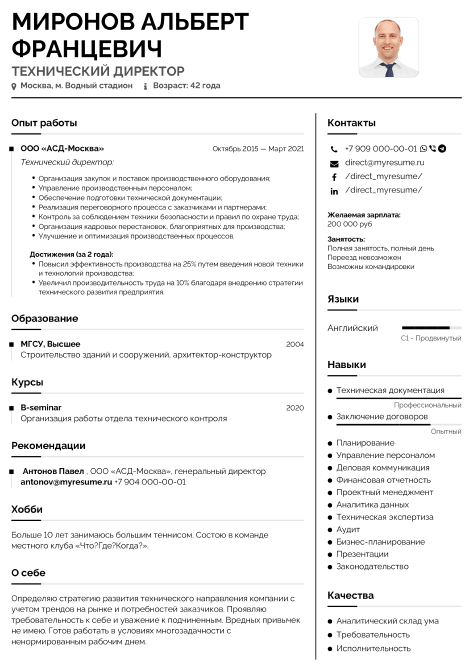 МИРОНОВ АЛЬБЕРТ
ФРАНЦЕВИЧ
ТЕХНИЧЕСКИЙ ДИРЕКТОР
Москва, м. Водный стадион Возраст: 42 года
Опыт работы
ООО «АСД-Москва» Октябрь 2015 — Март 2021
Технический директор:
Организация закупок и поставок производственного оборудования;
Управление производственным персоналом;
Обеспечение подготовки технической документации;
Реализация переговорного процесса с заказчиками и партнерами;
Контроль за соблюдением техники безопасности и правил по охране труда;
Организация кадровых перестановок, благоприятных для производства;
Улучшение и оптимизация производственных процессов.
Достижения (за 2 года):
Повысил эффективность производства на 25% путем введения новой техники
и технологий производства;
Увеличил производительность труда на 10% благодаря внедрению стратегии
технического развития предприятия.
Образование
МГСУ, Высшее 2004
Строительство зданий и сооружений, архитектор-конструктор
Курсы
B-seminar 2020
Организация работы отдела технического контроля
Рекомендации
Антонов Павел , ООО «АСД-Москва», генеральный директор
antonov@myresume.ru +7 904 000-00-01
Хобби
Больше 10 лет занимаюсь большим теннисом. Состою в команде
местного клуба «Что?Где?Когда?».
О себе
Определяю стратегию развития технического направления компании с
учетом трендов на рынке и потребностей заказчиков. Проявляю
требовательность к себе и уважение к подчиненным. Вредных привычек
не имею. Готов работать в условиях многозадачности с
ненормированным рабочим днем.
Контакты
+7 909 000-00-01
direct@myresume.ru
/direct_myresume/
/direct_myresume/
Желаемая зарплата:
200 000 руб
Занятость:
Полная занятость, полный день
Переезд невозможен
Возможны командировки
Языки
Английский
C1 - Продвинутый
Навыки
Техническая документация
Профессиональный
Заключение договоров
Опытный
Планирование
Управление персоналом
Деловая коммуникация
Финансовая отчетность
Проектный менеджмент
Аналитика данных
Техническая экспертиза
Аудит
Бизнес-планирование
Презентации
Законодательство
Качества
Аналитический склад ума
Требовательность
Исполнительность